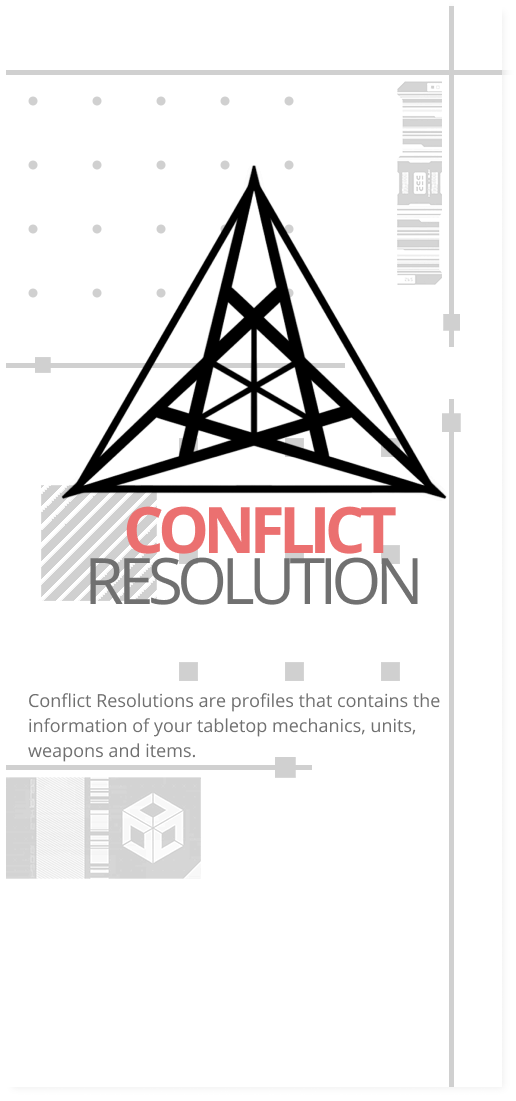 CONFLICT
RESOLUTION
Conflict Resolutions are profiles that contains the
information of your tabletop mechanics, units,
weapons and items.